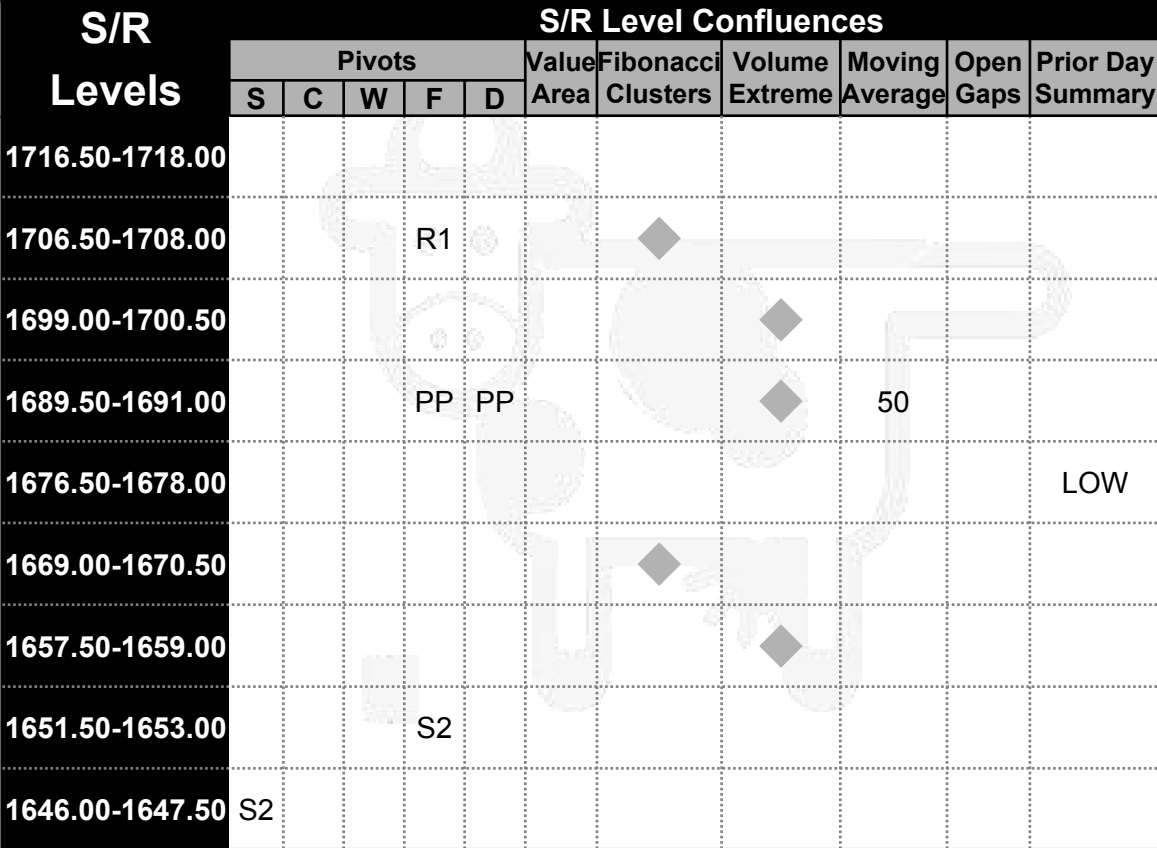 S/R Levels
S/R Level Confluences
Pivots
Value Area
Fibonacci Clusters
Volume Extreme
Moving Average
Open Gaps
Prior Day Summary
S C W F D
1716.50-1718.00
1706.50-1708.00 R1
1699.00-1700.50
1689.50-1691.00 PP PP 50
1676.50-1678.00 LOW
1669.00-1670.50
1657.50-1659.00
1651.50-1653.00 S2
1646.00-1647.50 S2